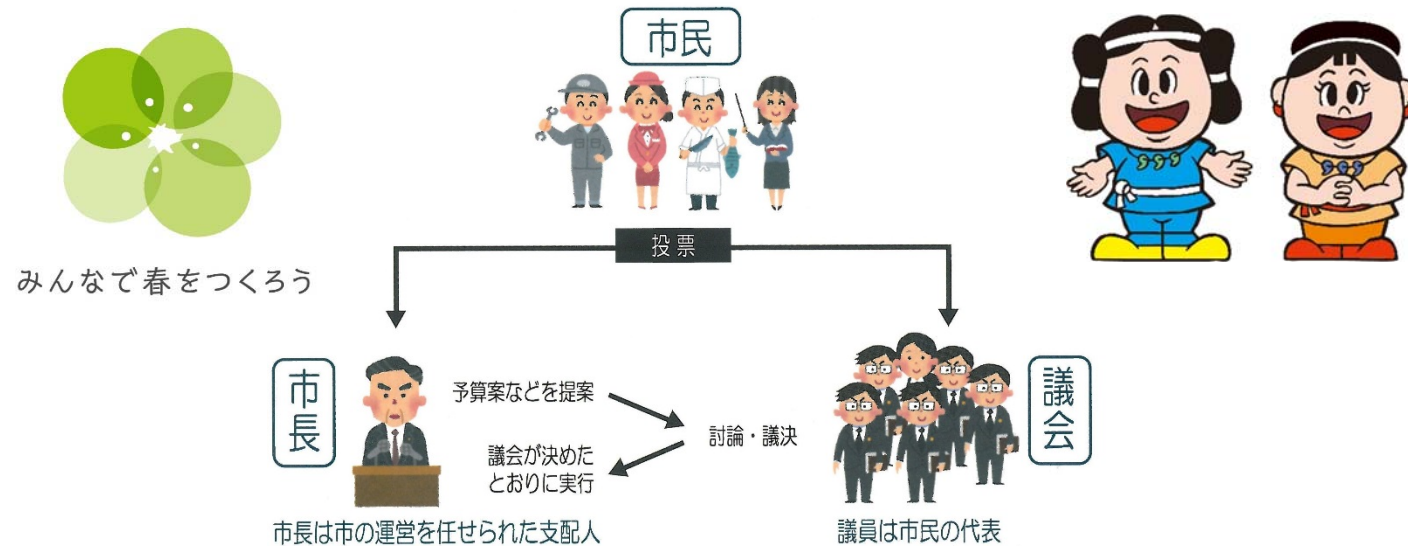 市民
投票
みんなで春をつくろう
市長
予算案などを提案
議会が決めた
とおりに実行
討論・議決
議会
市長は市の運営を任せられた支配人
議員は市民の代表